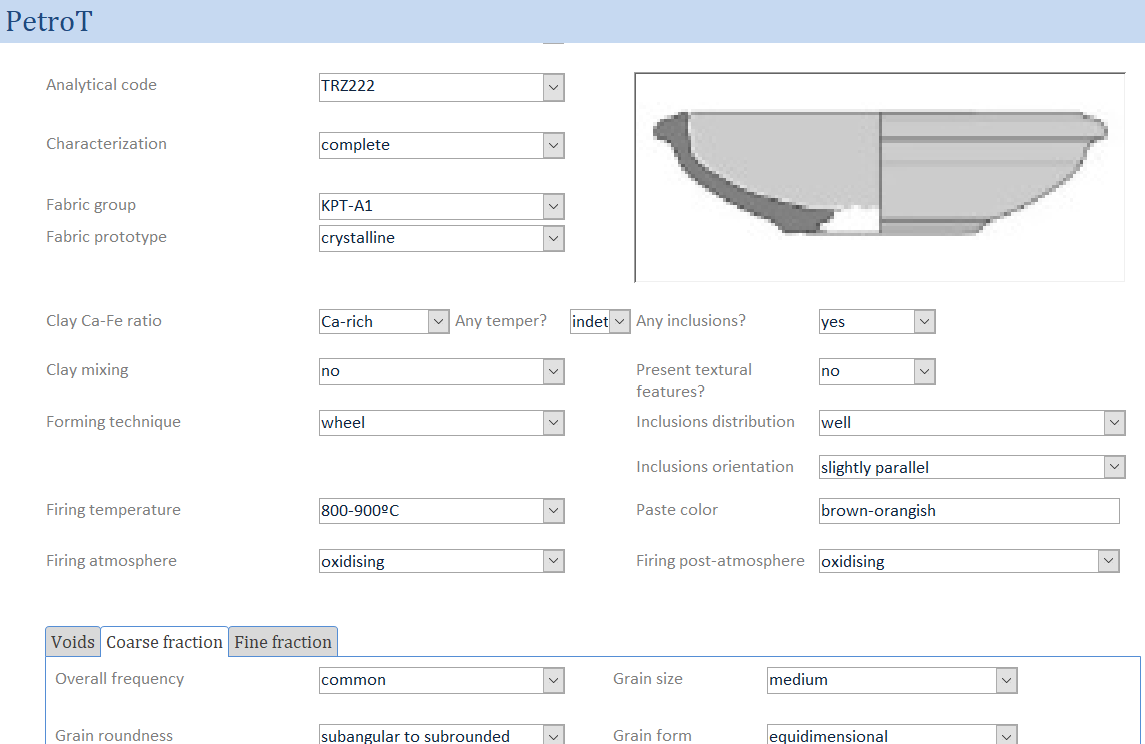 PetroT
Analytical code TRZ222
Characterization complete
Fabric group KPT-A1
Fabric prototype crystalline
Clay Ca-Fe ratio Ca-rich Any temper? indet Any inclusions? yes
Clay mixing no Present textural features? no
Forming technique wheel Inclusions distribution well
Inclusions orientation slightly parallel
Firing temperature 800-900ºC Paste color brown-orangish
Firing atmosphere oxidising Firing post-atmosphere oxidising
Voids Coarse fraction Fine fraction
Overall frequency common Grain size medium
Grain roundness subangular to subrounded Grain form equidimensional